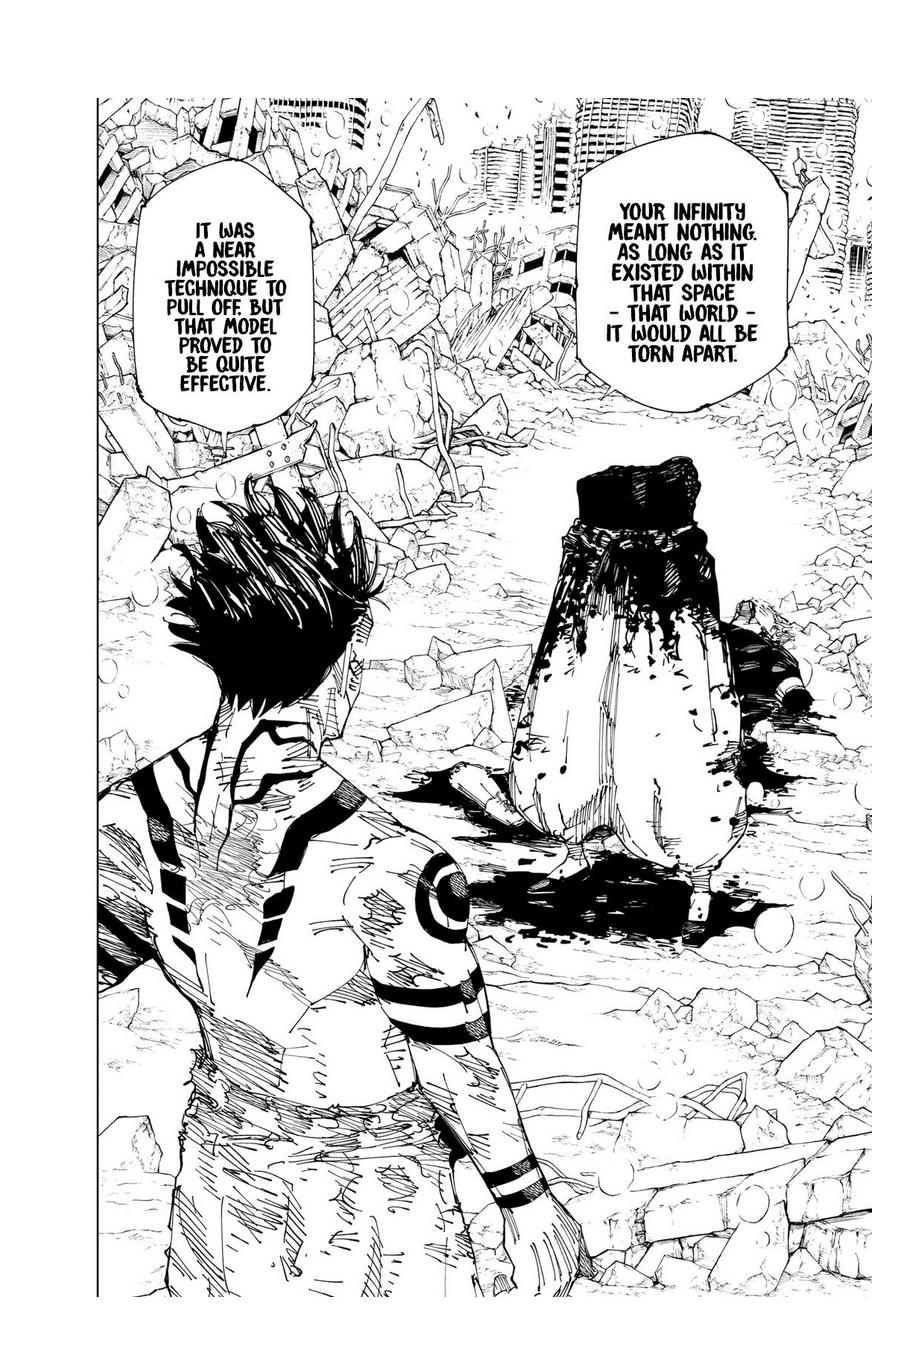 YOUR INFINITY
MEANT NOTHING.
AS LONG AS IT
EXISTED WITHIN
THAT SPACE
- THAT WORLD -
IT WOULD ALL BE
TORN APART.
IT WAS
A NEAR
IMPOSSIBLE
TECHNIQUE TO
PULL OFF. BUT
THAT MODEL
PROVED TO
BE QUITE
EFFECTIVE.